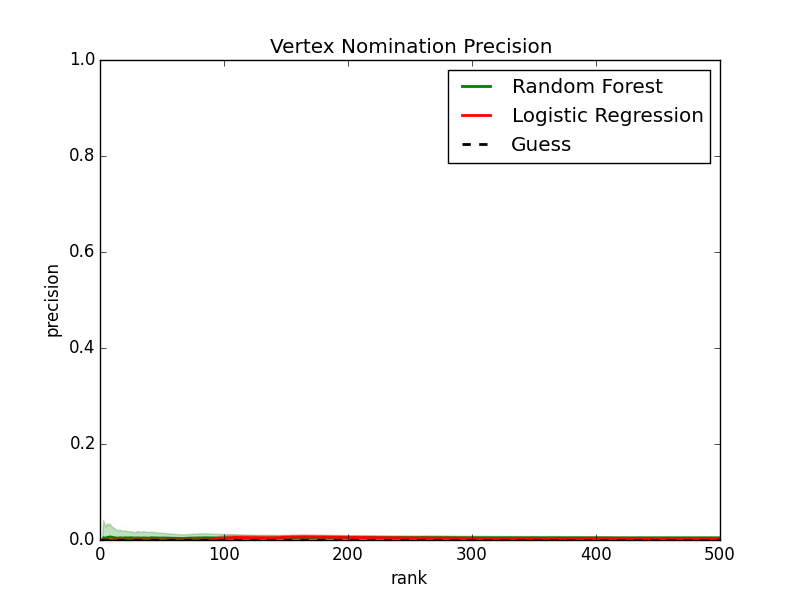 Vertex Nomination Precision
1.0
Random Forest
Logistic Regression
Guess
0.8
0.6
precision
0.4
0.2
0.0
0 100 200 300 400 500
rank